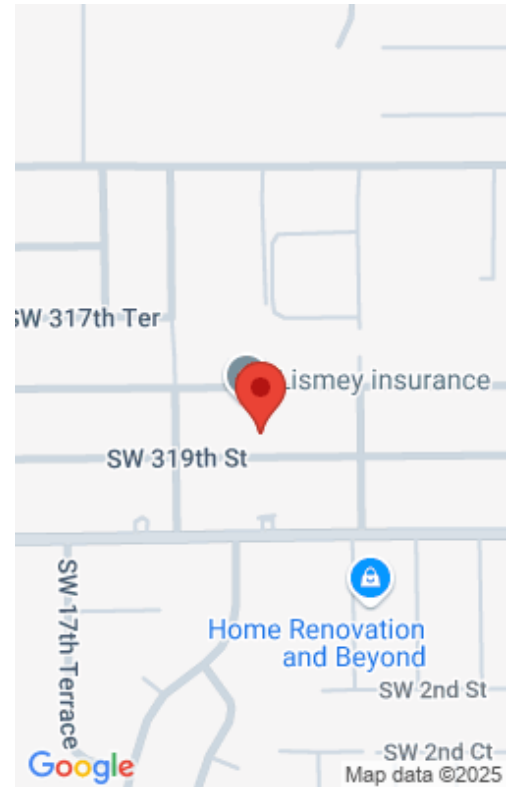 SW 317th Ter
Lismey insurance
SW 319th St
SW 17th Terrace
Home Renovation
and Beyond
SW 2nd St
SW 2nd Ct
Google
Map data ©2025